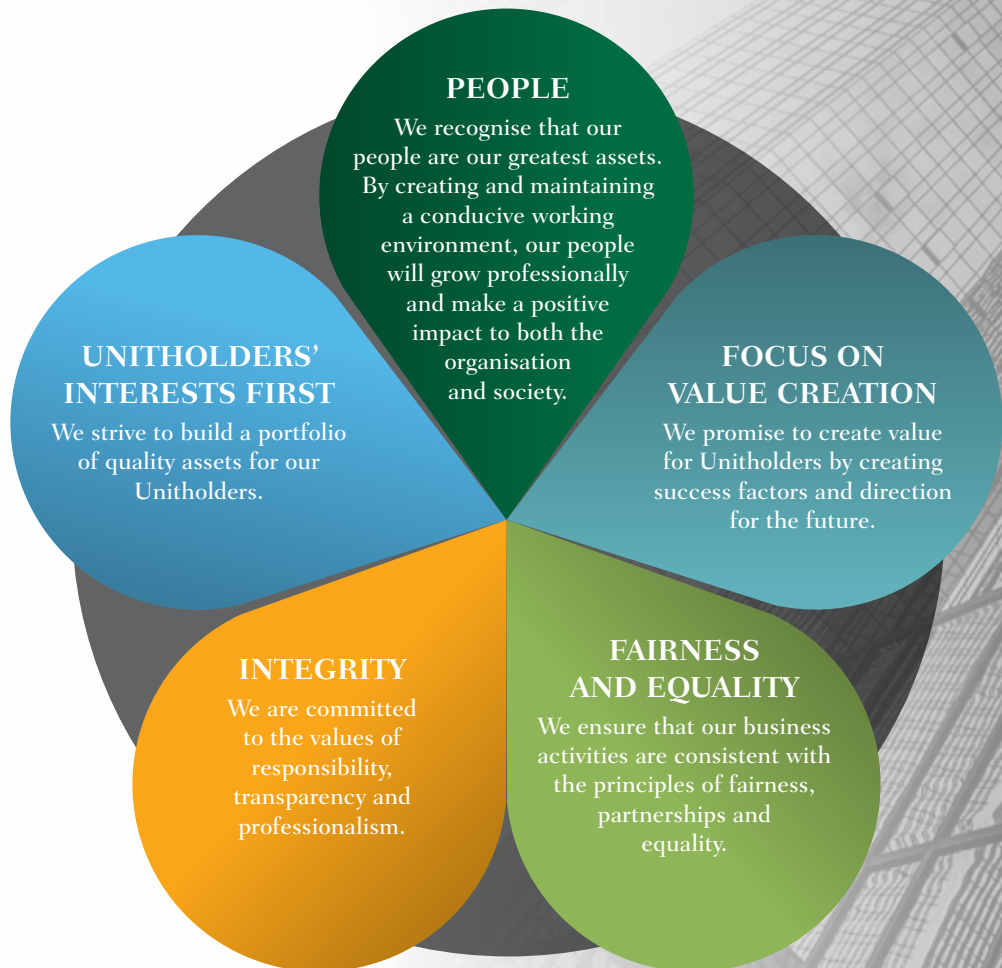 PEOPLE
We recognise that our
people are our greatest assets.
By creating and maintaining
a conducive working
environment, our people
will grow professionally
and make a positive
impact to both the
organisation
and society.
UNITHOLDERS’
INTERESTS FIRST
We strive to build a portfolio
of quality assets for our
Unitholders.
FOCUS ON
VALUE CREATION
We promise to create value
for Unitholders by creating
success factors and direction
for the future.
INTEGRITY
We are committed
to the values of
responsibility,
transparency and
professionalism.
FAIRNESS
AND EQUALITY
We ensure that our business
activities are consistent with
the principles of fairness,
partnerships and
equality.